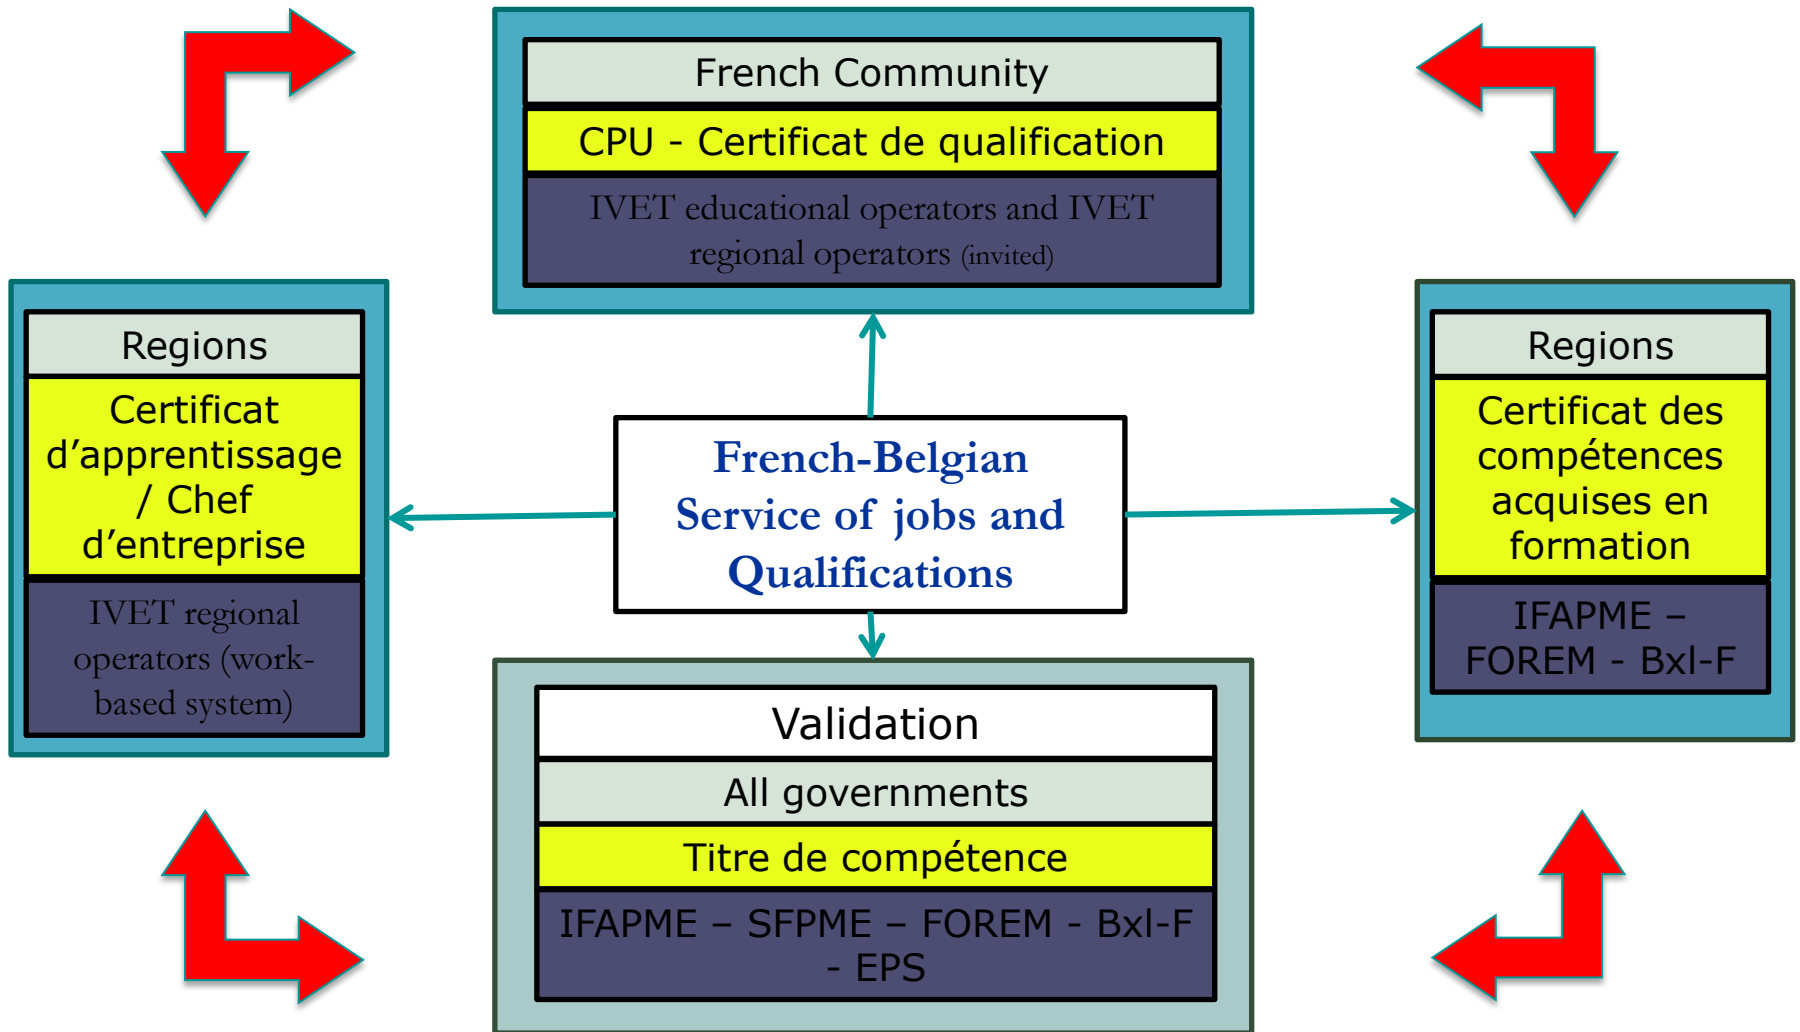 French Community
CPU - Certificat de qualification
IVET educational operators and IVET
regional operators (invited)
Regions
Certificat
d’apprentissage
/ Chef
d’entreprise
IVET regional
operators (work-
based system)
French-Belgian
Service of jobs and
Qualifications
Regions
Certificat des
compétences
acquises en
formation
IFAPME –
FOREM - Bxl-F
Validation
All governments
Titre de compétence
IFAPME – SFPME – FOREM - Bxl-F
- EPS